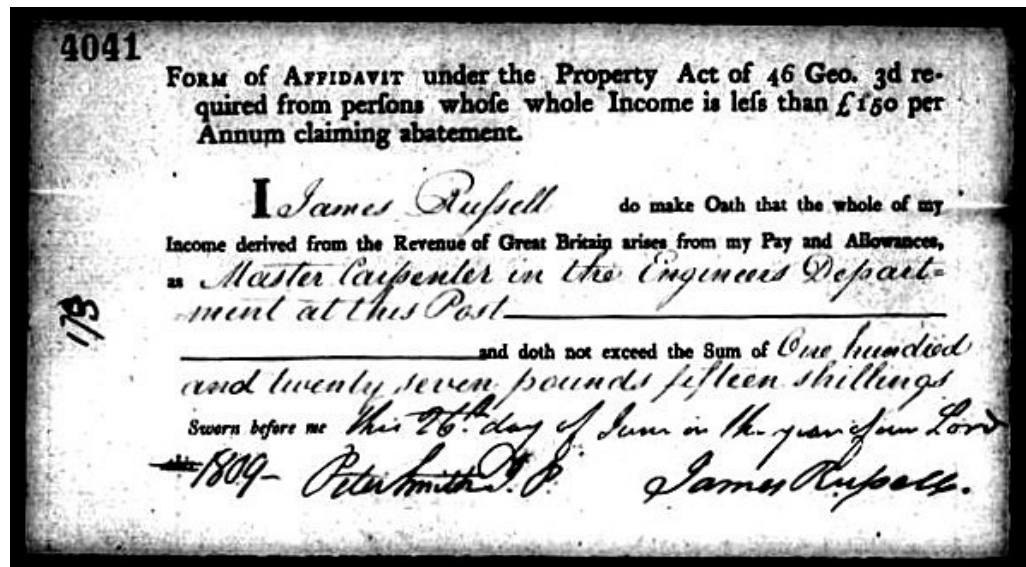 4041
FORM of AFFIDAVIT under the Property Act of 46 Geo. 3d re-
quired from perſons whoſe whole Income is leſs than £150 per
Annum claiming abatement.
I James Ruſsell do make Oath that the whole of my
Income derived from the Revenue of Great Britain arises from my Pay and Allowances,
as Master Carpenter in the Engineers Depart=
ment at this Post
173
and doth not exceed the Sum of One hundred
and twenty seven pounds fifteen shillings
Sworn before me this 26th day of June in the year of our Lord
1809- Peter Smith J. P. James Ruſsell.